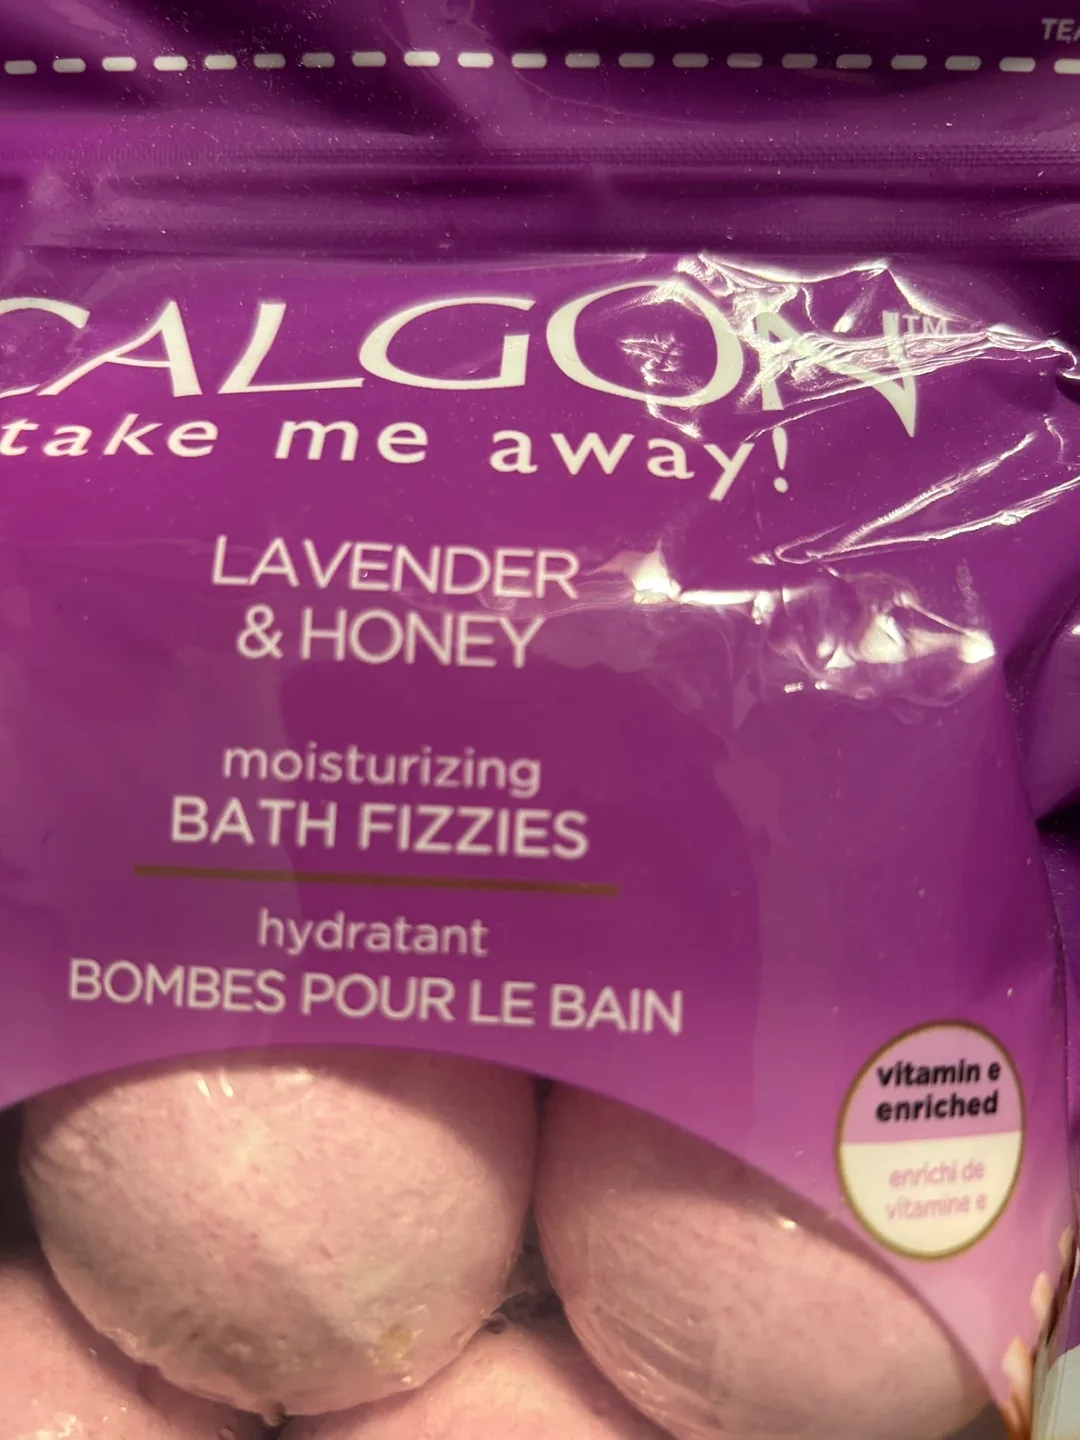 TEA
CALGON™
take me away!
LAVENDER
& HONEY
moisturizing
BATH FIZZIES
hydratant
BOMBES POUR LE BAIN
vitamin e
enriched
enrichi de
vitamine e